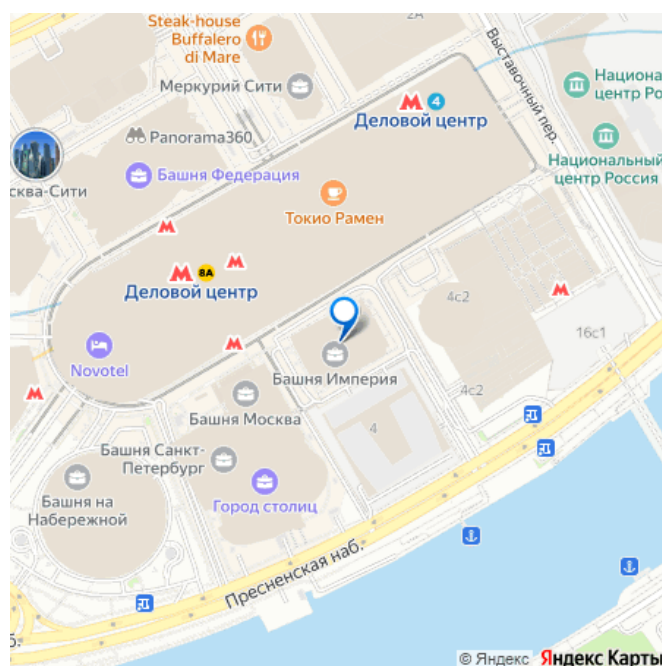 Steak-house
Buffalero
di Mare
2А
Меркурий Сити
Выставочный пер.
Национа
центр Ро
4
Деловой центр
Panorama360
Национальный
центр Россия
Башня Федерация
сква-Сити
Токио Рамен
8А
Деловой центр
4с2
16с1
Novotel
Башня Империя
4с2
Башня Москва
4
Башня Санкт-
Петербург
Башня на
Набережной
Город столиц
Пресненская наб.
б.
© Яндекс Яндекс Карты